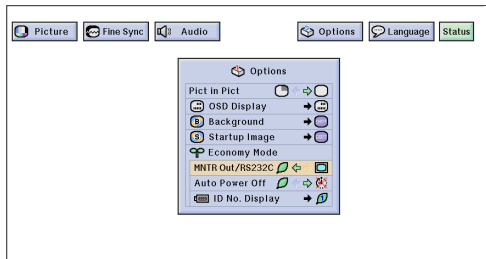 Picture Fine Sync Audio Options Language Status
Options
Pict in Pict
OSD Display
B Background
S Startup Image
Economy Mode
MNTR Out/RS232C
Auto Power Off
ID No. Display